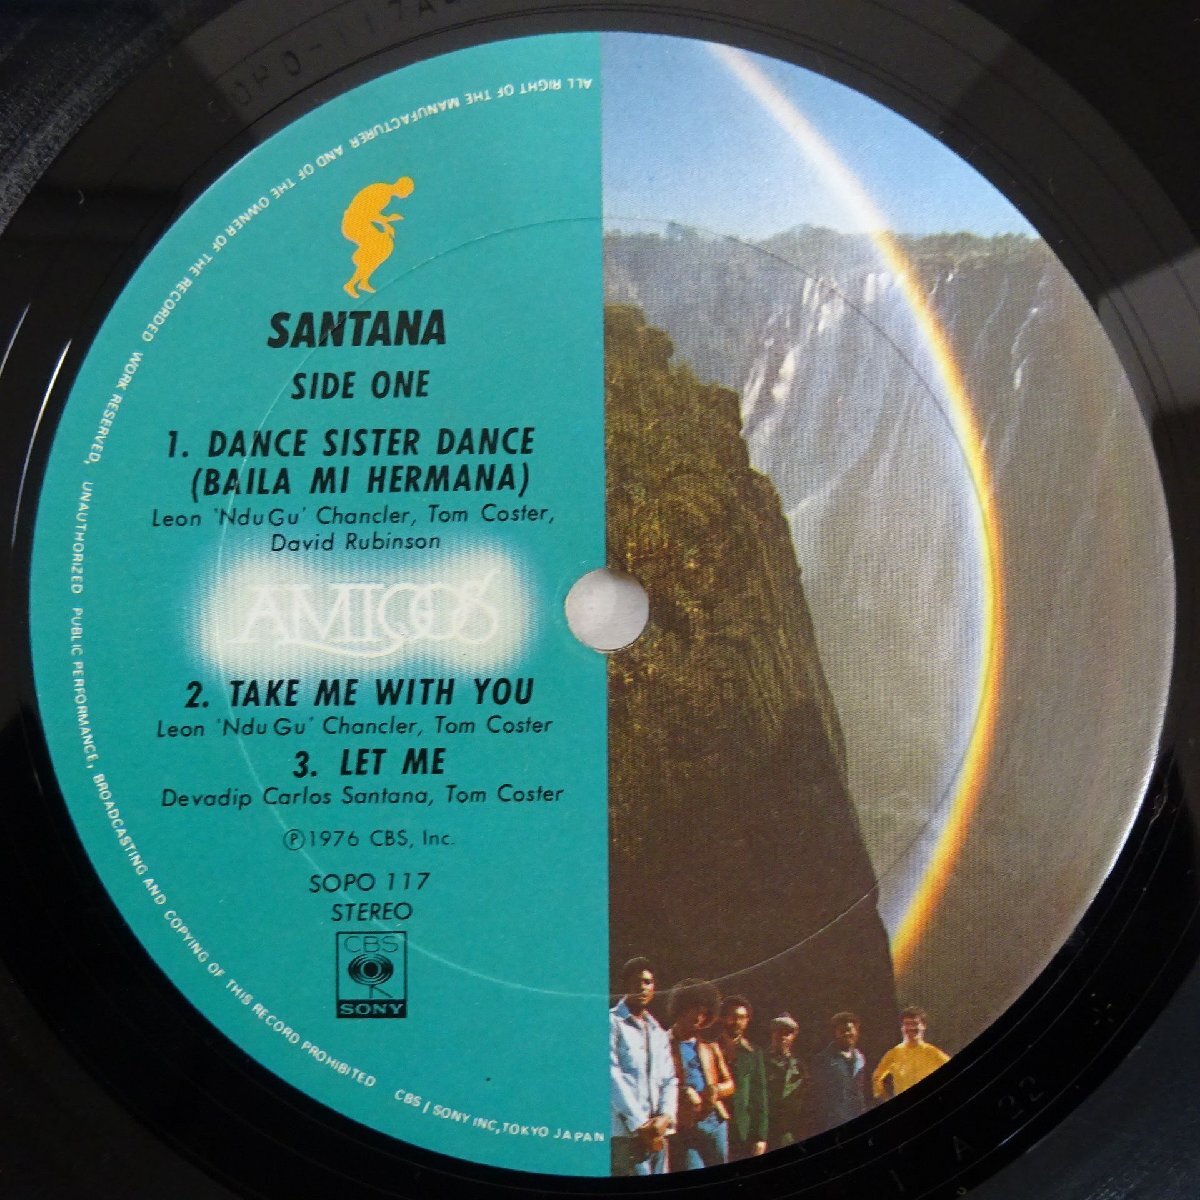 SANTANA
SIDE ONE
1. DANCE SISTER DANCE
(BAILA MI HERMANA)
Leon 'NduGu' Chancler, Tom Coster,
David Rubinson
AMIGOS
2. TAKE ME WITH YOU
Leon 'NduGu' Chancler, Tom Coster
3. LET ME
Devadip Carlos Santana, Tom Coster
Ⓟ1976 CBS, Inc.
SOPO 117
STEREO
CBS
SONY
ALL RIGHT OF THE MANUFACTURER AND OF THE OWNER OF THE RECORDED WORK RESERVED, UNAUTHORIZED PUBLIC PERFORMANCE, BROADCASTING AND COPYING OF THIS RECORD PROHIBITED CBS / SONY INC, TOKYO JAPAN